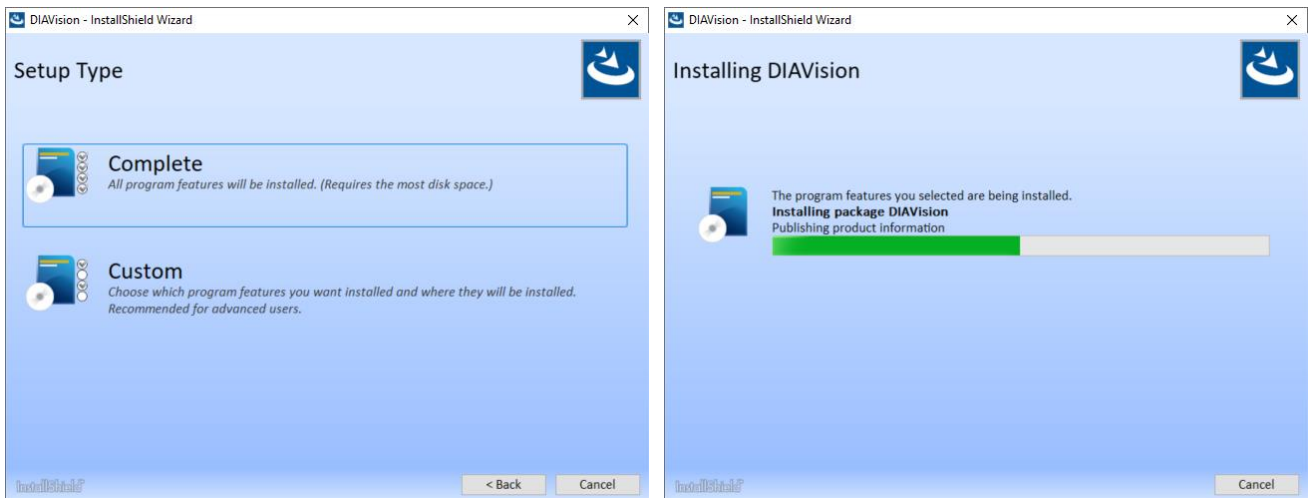 DIAVision - InstallShield Wizard
Setup Type
Complete
All program features will be installed. (Requires the most disk space.)
Custom
Choose which program features you want installed and where they will be installed.
Recommended for advanced users.
InstallShield
< Back
Cancel
DIAVision - InstallShield Wizard
Installing DIAVision
The program features you selected are being installed.
Installing package DIAVision
Publishing product information
InstallShield
Cancel